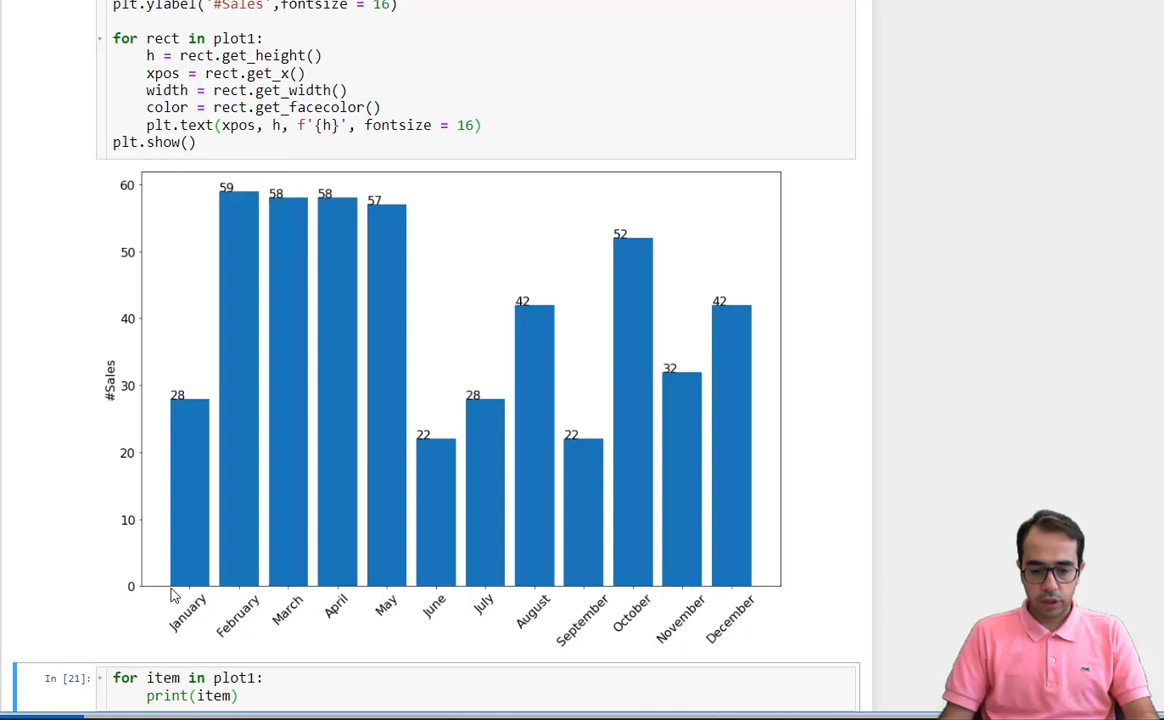 plt.ylabel('#Sales',fontsize = 16)
for rect in plot1:
    h = rect.get_height()
    xpos = rect.get_x()
    width = rect.get_width()
    color = rect.get_facecolor()
    plt.text(xpos, h, f'{h}', fontsize = 16)
plt.show()
60
50
40
30
20
10
0
#Sales
28
59
58
58
57
22
28
42
22
52
32
42
January
February
March
April
May
June
July
August
September
October
November
December
In [21]:
for item in plot1:
    print(item)